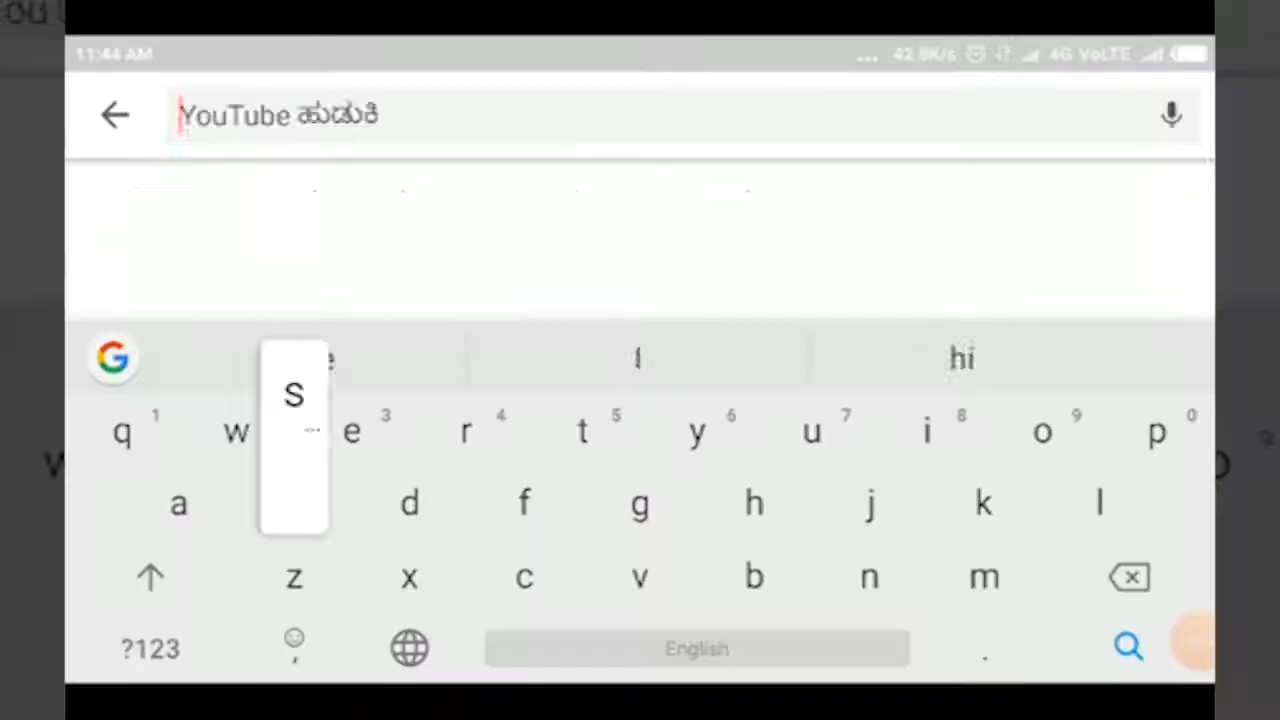 11:44 AM ... 42.8K/s 4G VoLTE
YouTube ಹುಡುಕಿ
I hi
q 1 w e 3 r 4 t 5 y 6 u 7 i 8 o 9 p 0
S
a d f g h j k l
z x c v b n m
?123 , English .